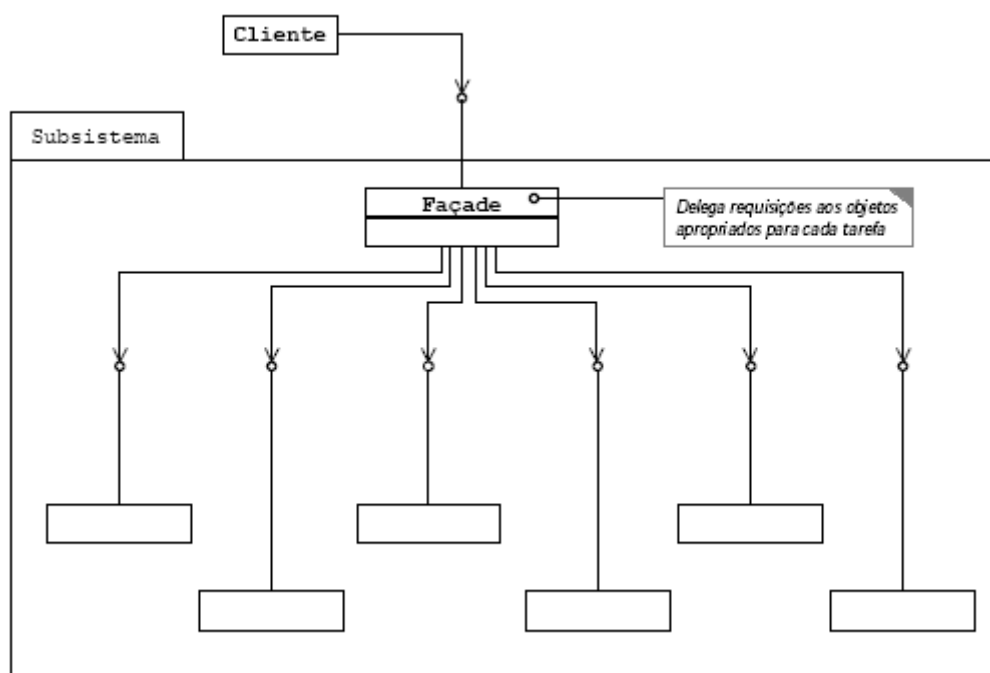 Cliente
Subsistema
Façade
Delega requisições aos objetos
apropriados para cada tarefa